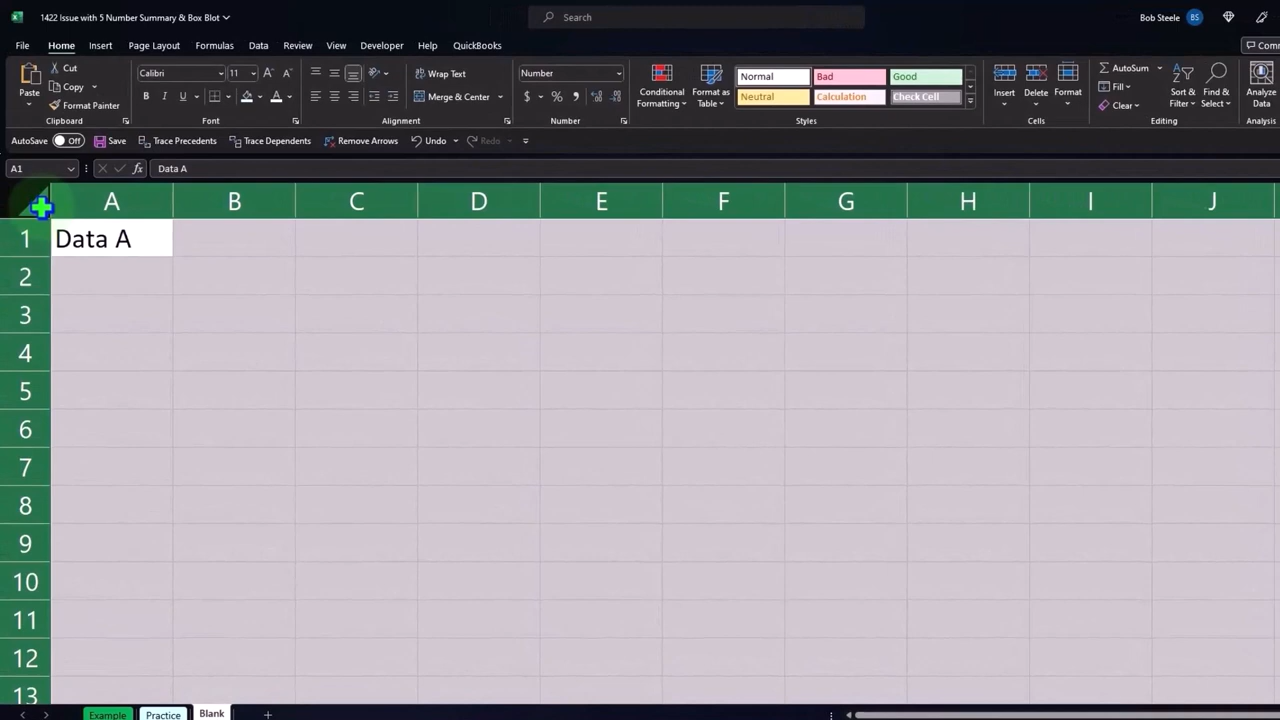 1422 Issue with 5 Number Summary & Box Blot
Search
Bob Steele BS
File Home Insert Page Layout Formulas Data Review View Developer Help QuickBooks
Comm
Paste
Cut
Copy
Format Painter
Clipboard
Calibri 11 A A
B I U A
Font
Wrap Text
Merge & Center
Alignment
Number
$ % ,
Number
Conditional Formatting
Format as Table
Normal Bad Good
Neutral Calculation Check Cell
Styles
Insert Delete Format
Cells
AutoSum
Fill
Clear
Sort & Filter
Find & Select
Editing
Analyze Data
Analysis
AutoSave Off Save Trace Precedents Trace Dependents Remove Arrows Undo Redo
A1 fx Data A
A B C D E F G H I J
1 Data A
2
3
4
5
6
7
8
9
10
11
12
13
Example Practice Blank